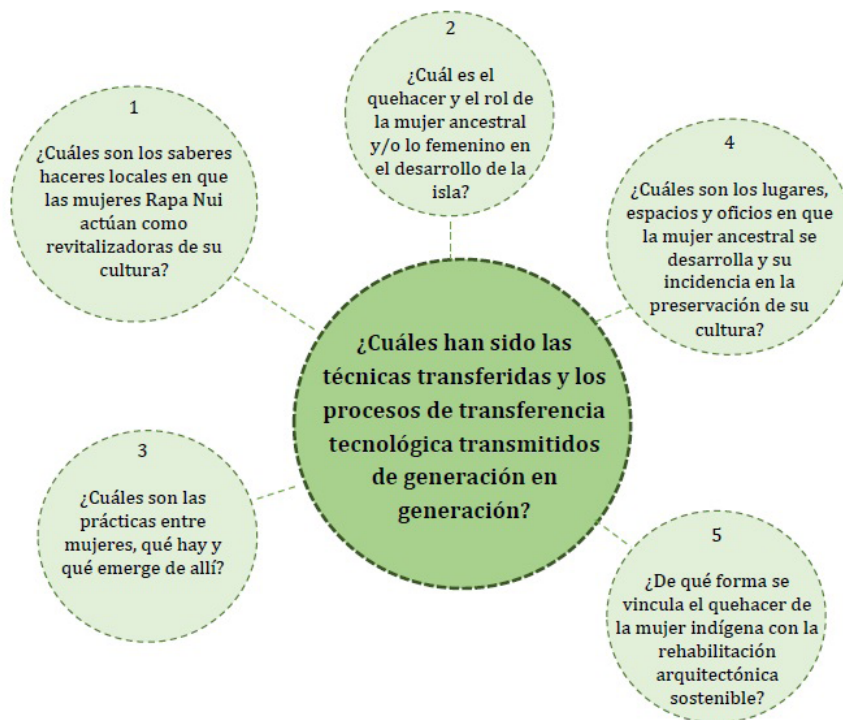 1
¿Cuáles son los saberes
haceres locales en que
las mujeres Rapa Nui
actúan como
revitalizadoras de su
cultura?
2
¿Cuál es el
quehacer y el rol de
la mujer ancestral
y/o lo femenino en
el desarrollo de la
isla?
4
¿Cuáles son los lugares,
espacios y oficios en que
la mujer ancestral se
desarrolla y su
incidencia en la
preservación de su
cultura?
¿Cuáles han sido las
técnicas transferidas y los
procesos de transferencia
tecnológica transmitidos
de generación en
generación?
3
¿Cuáles son las
prácticas entre
mujeres, qué hay y
qué emerge de allí?
5
¿De qué forma se
vincula el quehacer de
la mujer indígena con la
rehabilitación
arquitectónica
sostenible?